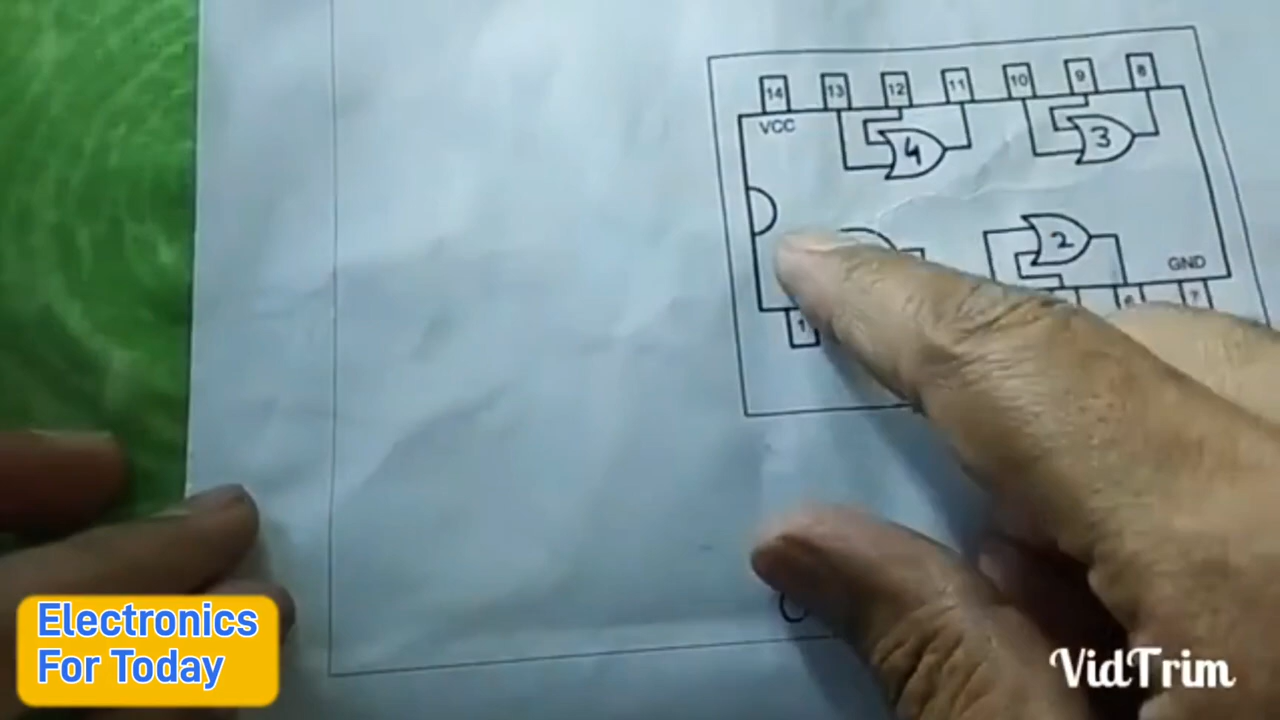 14 13 12 11 10 9 8
VCC
4 3
2
GND
1 6 7
Electronics
For Today
VidTrim